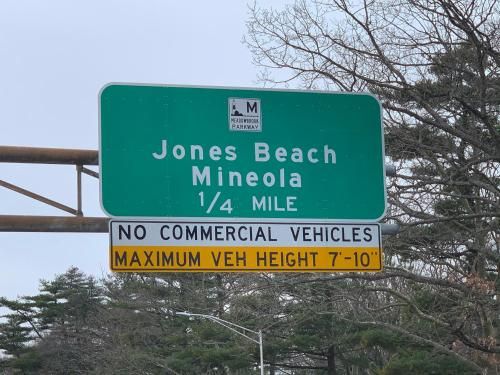 M
MEADOWBROOK
PARKWAY
Jones Beach
Mineola
1/4 MILE
NO COMMERCIAL VEHICLES
MAXIMUM VEH HEIGHT 7'-10"